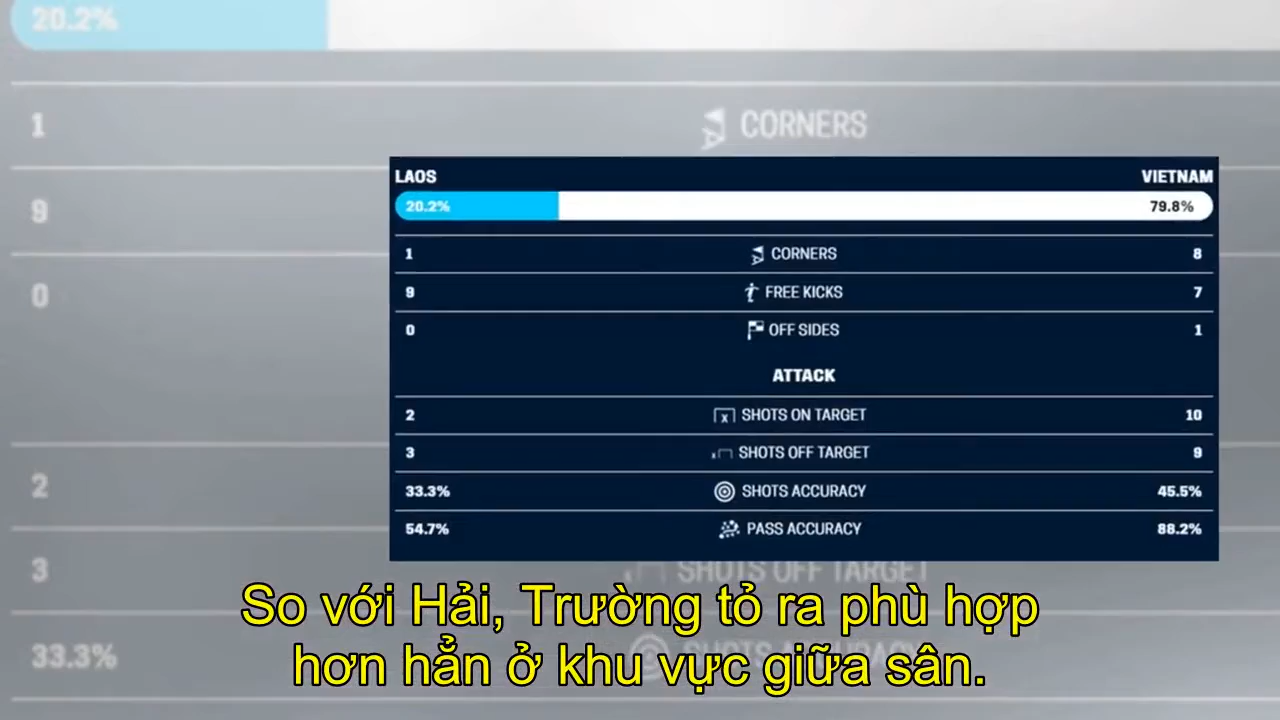 20.2%
1 CORNERS
9
0
2
3 SHOTS OFF TARGET
33.3%
LAOS VIETNAM
20.2% 79.8%
1 CORNERS 8
9 FREE KICKS 7
0 OFF SIDES 1
ATTACK
2 SHOTS ON TARGET 10
3 SHOTS OFF TARGET 9
33.3% SHOTS ACCURACY 45.5%
54.7% PASS ACCURACY 88.2%
So với Hải, Trường tỏ ra phù hợp
hơn hẳn ở khu vực giữa sân.